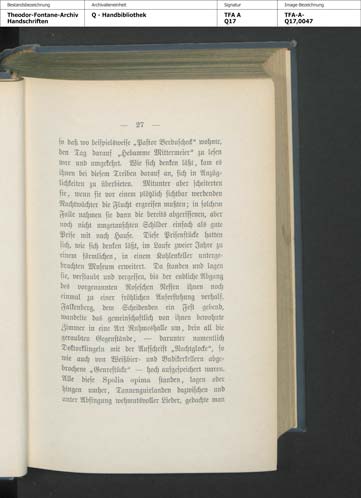 Bestandsbezeichnung
Archivalieneinheit
Signatur
Image-Bezeichnung
Theodor-Fontane-Archiv
Handschriften
Q - Handbibliothek
TFA A
Q17
TFA-A-
Q17,0047
— 27 —
so daß wo beispielsweise „Pastor Berduscheck“ wohnte,
den Tag darauf „Hebamme Mittermeier“ zu lesen
war und umgekehrt. Wie sich denken läßt, kam es
ihnen bei diesem Treiben darauf an, sich in Anzüg-
lichkeiten zu überbieten. Mitunter aber scheiterten
sie, wenn sie vor einem plötzlich sichtbar werdenden
Nachtwächter die Flucht ergreifen mußten; in solchem
Falle nahmen sie dann die bereits abgerissenen, aber
noch nicht umgetauschten Schilder einfach als gute
Prise mit nach Hause. Diese Prisenstücke hatten
sich, wie sich denken läßt, im Laufe zweier Jahre zu
einem förmlichen, in einem Kohlenkeller unterge-
brachten Museum erweitert. Da standen und lagen
sie, verstaubt und vergessen, bis der endliche Abgang
des vorgenannten Roseschen Neffen ihnen noch
einmal zu einer fröhlichen Auferstehung verhalf.
Falkenberg, dem Scheidenden ein Fest gebend,
wandelte das gemeinschaftlich von ihnen bewohnte
Zimmer in eine Art Ruhmeshalle um, drin all die
geraubten Gegenstände, — darunter namentlich
Doktorklingeln mit der Aufschrift „Nachtglocke“, so
wie auch von Weißbier- und Budikerkellern abge-
brochene „Genrestücke“ — hoch aufgespeichert waren.
Alle diese Spolia opima standen, lagen oder
hingen umher, Tannenguirlanden dazwischen und
unter Absingung wehmutsvoller Lieder, gedachte man